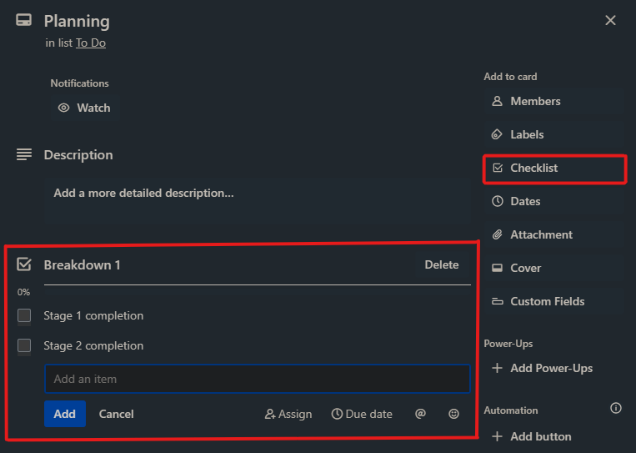 Planning
in list To Do
Notifications
Watch
Description
Add a more detailed description...
Breakdown 1
Delete
0%
Stage 1 completion
Stage 2 completion
Add an item
Add
Cancel
Assign
Due date
@
Add to card
Members
Labels
Checklist
Dates
Attachment
Cover
Custom Fields
Power-Ups
+ Add Power-Ups
Automation
+ Add button